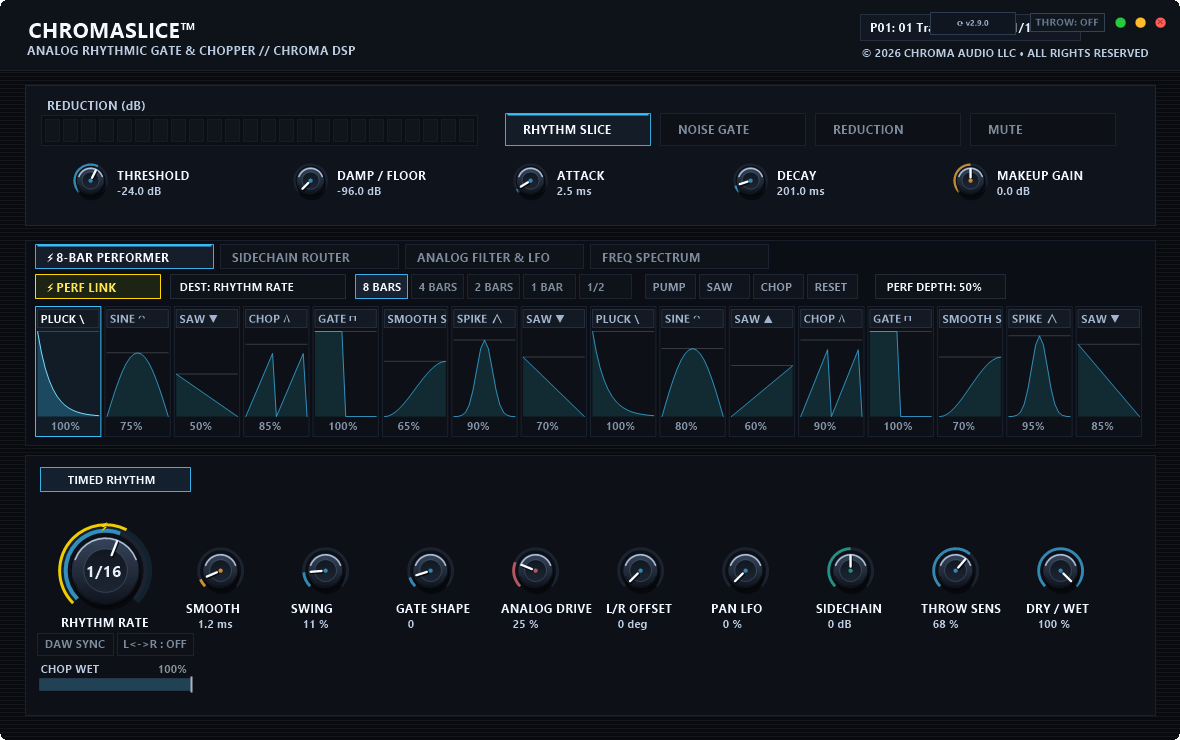 CHROMASLICE™
ANALOG RHYTHMIC GATE & CHOPPER // CHROMA DSP
P01: 01 Tra
v2.9.0
1/1
THROW: OFF
© 2026 CHROMA AUDIO LLC • ALL RIGHTS RESERVED
REDUCTION (dB)
RHYTHM SLICE
NOISE GATE
REDUCTION
MUTE
THRESHOLD
-24.0 dB
DAMP / FLOOR
-96.0 dB
ATTACK
2.5 ms
DECAY
201.0 ms
MAKEUP GAIN
0.0 dB
⚡8-BAR PERFORMER
SIDECHAIN ROUTER
ANALOG FILTER & LFO
FREQ SPECTRUM
⚡PERF LINK
DEST: RHYTHM RATE
8 BARS
4 BARS
2 BARS
1 BAR
1/2
PUMP
SAW
CHOP
RESET
PERF DEPTH: 50%
PLUCK \
SINE ◠
SAW ▼
CHOP /\
GATE ⊓
SMOOTH S
SPIKE ⋀
SAW ▼
PLUCK \
SINE ◠
SAW ▲
CHOP /\
GATE ⊓
SMOOTH S
SPIKE ⋀
SAW ▼
100%
75%
50%
85%
100%
65%
90%
70%
100%
80%
60%
90%
100%
70%
95%
85%
TIMED RHYTHM
1/16
RHYTHM RATE
SMOOTH
1.2 ms
SWING
11 %
GATE SHAPE
0
ANALOG DRIVE
25 %
L/R OFFSET
0 deg
PAN LFO
0 %
SIDECHAIN
0 dB
THROW SENS
68 %
DRY / WET
100 %
DAW SYNC
L<->R : OFF
CHOP WET
100%